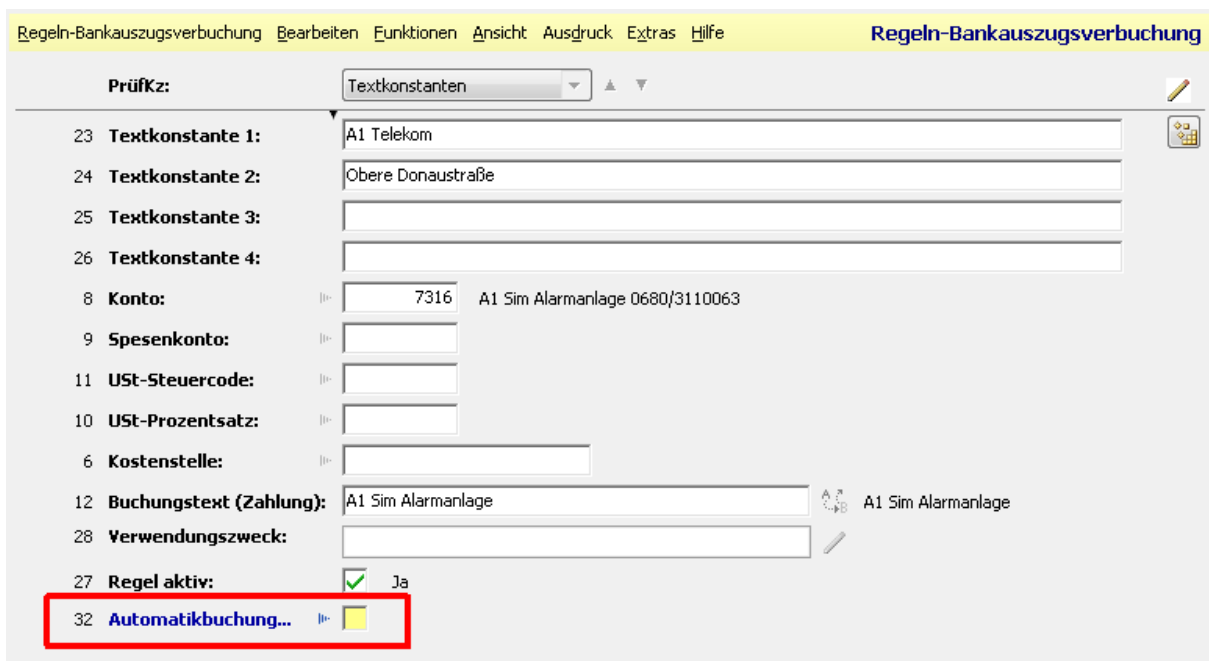 Regeln-Bankauszugsverbuchung Bearbeiten Funktionen Ansicht Ausdruck Extras Hilfe Regeln-Bankauszugsverbuchung
PrüfKz: Textkonstanten
23 Textkonstante 1: A1 Telekom
24 Textkonstante 2: Obere Donaustraße
25 Textkonstante 3:
26 Textkonstante 4:
8 Konto: 7316 A1 Sim Alarmanlage 0680/3110063
9 Spesenkonto:
11 USt-Steuercode:
10 USt-Prozentsatz:
6 Kostenstelle:
12 Buchungstext (Zahlung): A1 Sim Alarmanlage A B A1 Sim Alarmanlage
28 Verwendungszweck:
27 Regel aktiv: Ja
32 Automatikbuchung...